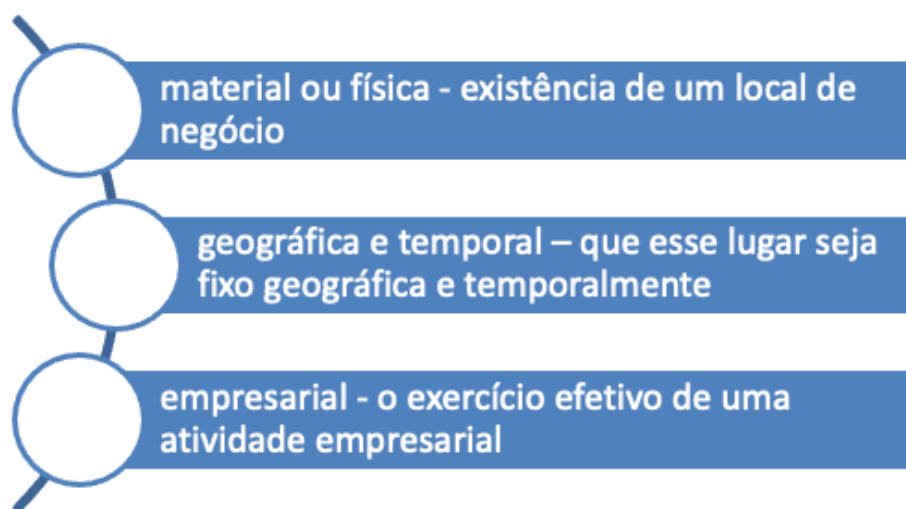 material ou física - existência de um local de
negócio
geográfica e temporal – que esse lugar seja
fixo geográfica e temporalmente
empresarial - o exercício efetivo de uma
atividade empresarial